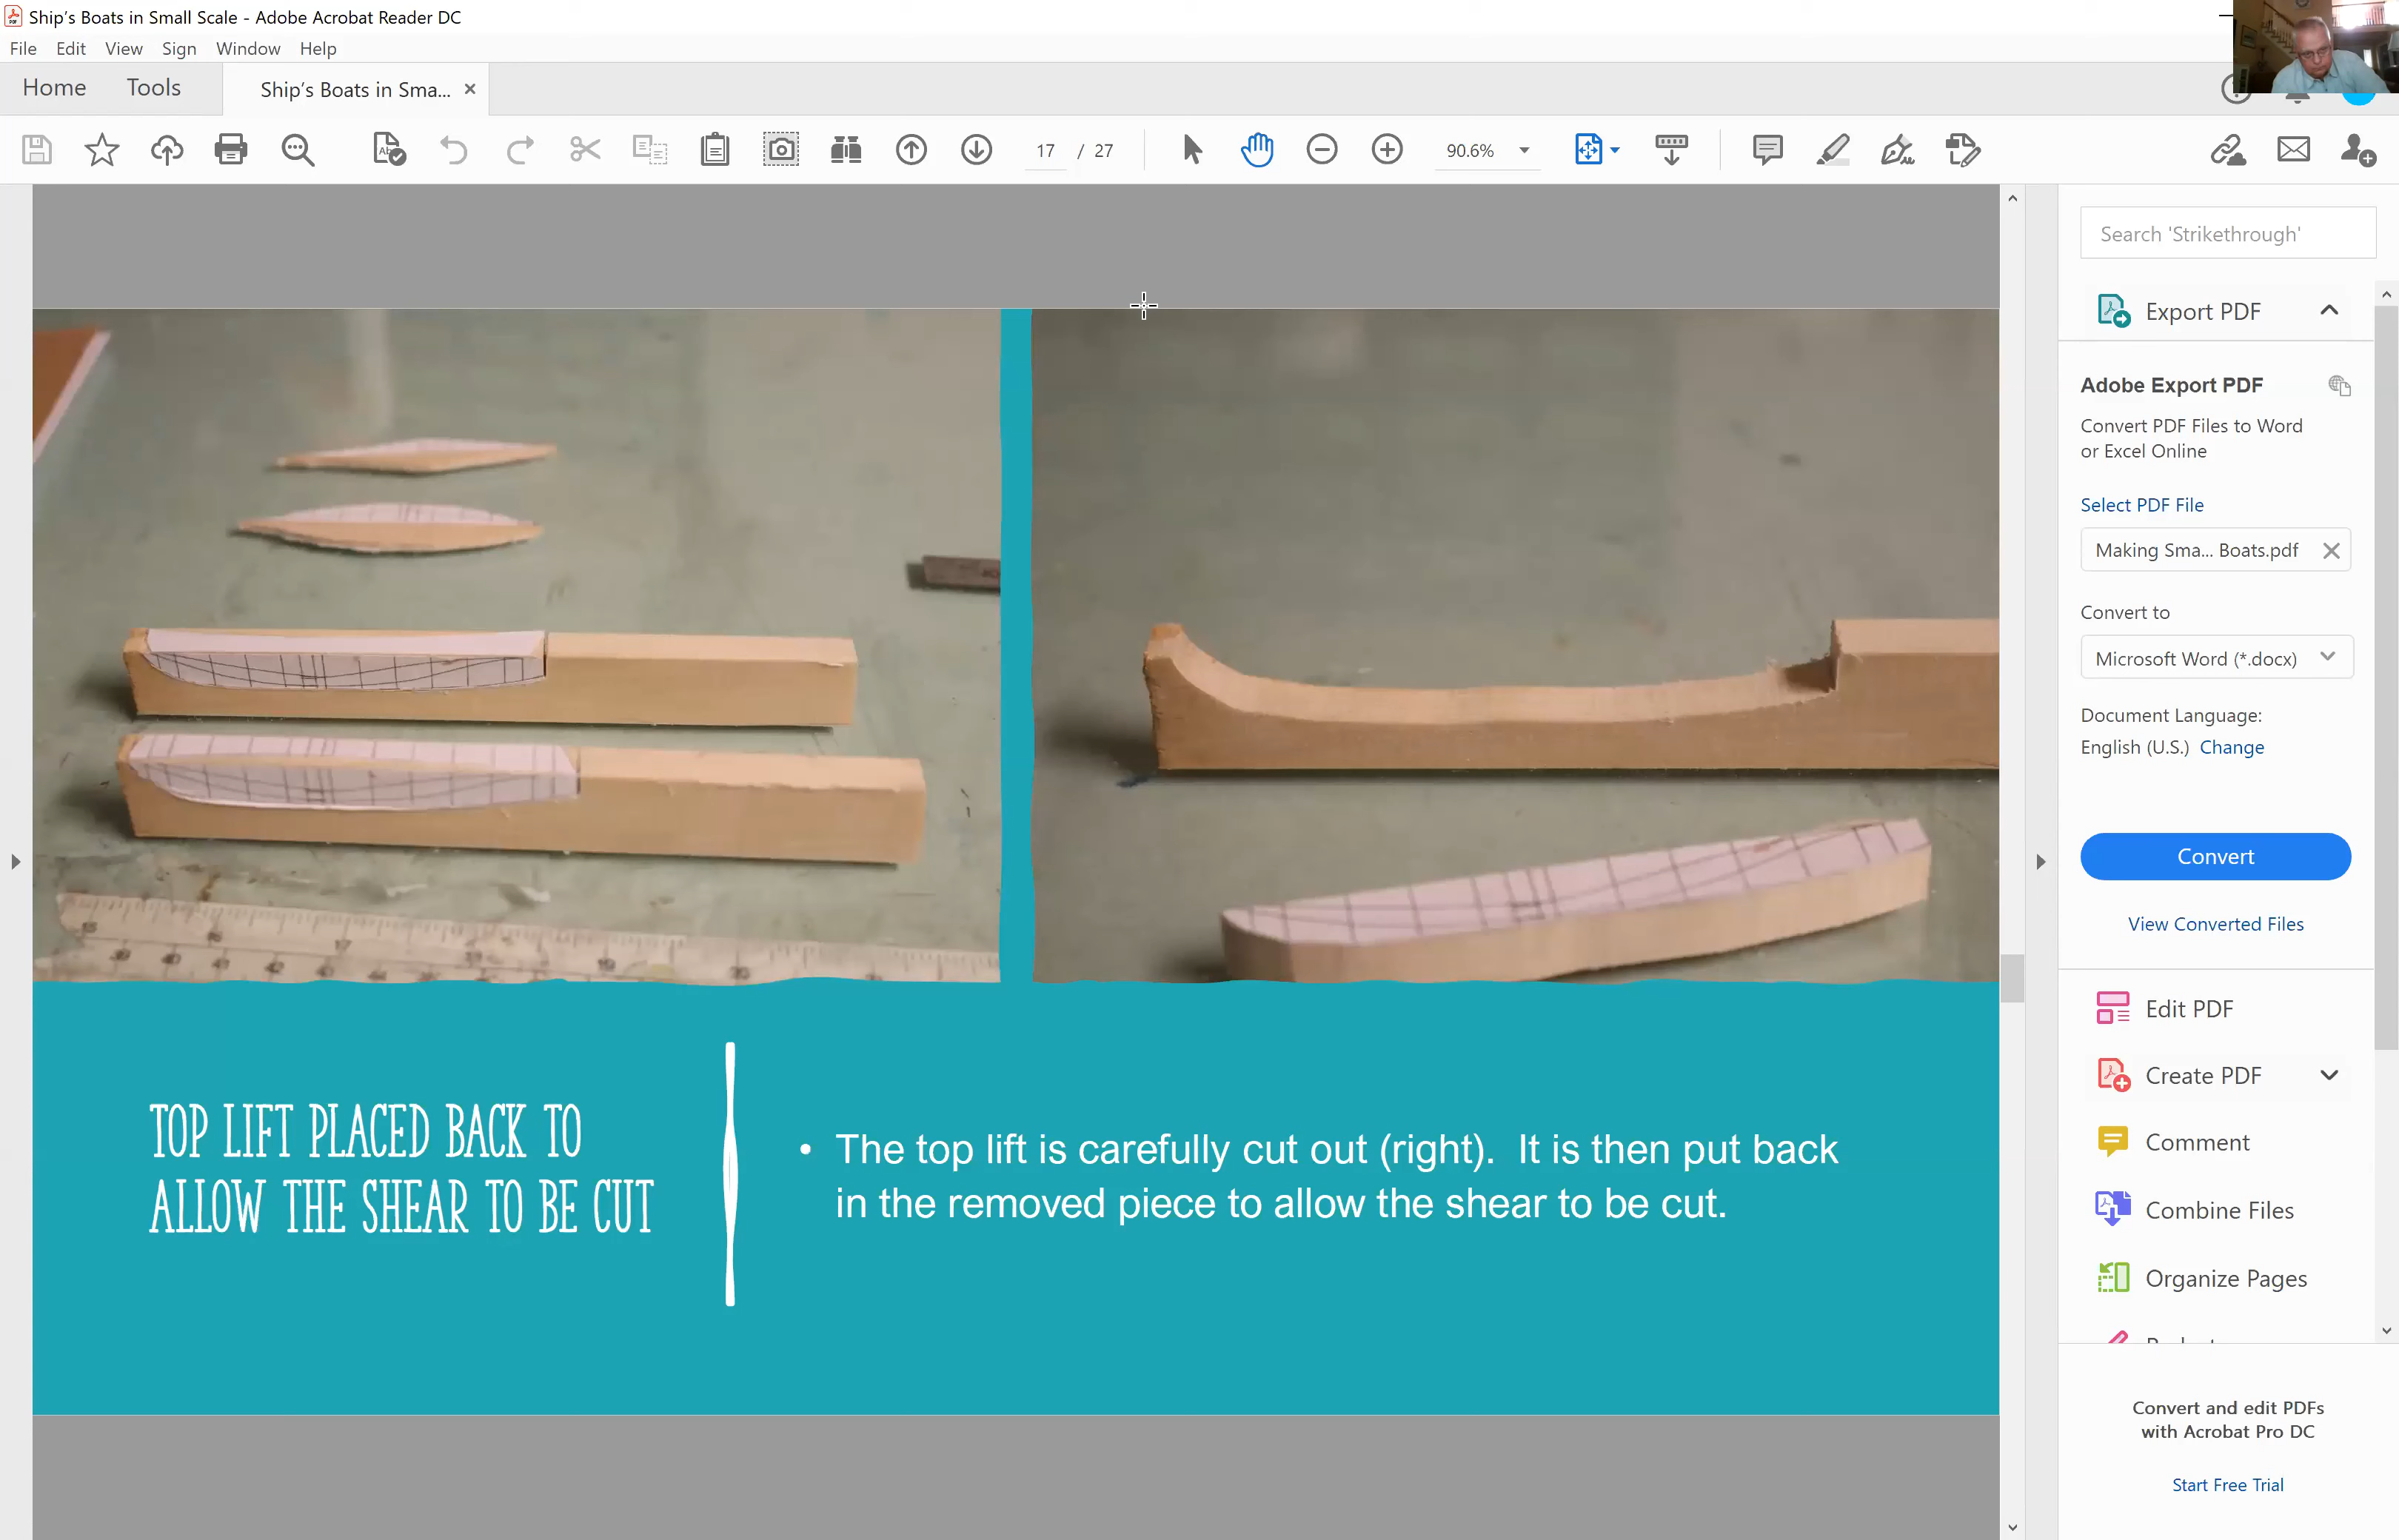 Ship's Boats in Small Scale - Adobe Acrobat Reader DC
File Edit View Sign Window Help
Home Tools Ship's Boats in Sma...
17 / 27 90.6%
TOP LIFT PLACED BACK TO
ALLOW THE SHEAR TO BE CUT
• The top lift is carefully cut out (right). It is then put back
in the removed piece to allow the shear to be cut.
Search 'Strikethrough'
Export PDF
Adobe Export PDF
Convert PDF Files to Word
or Excel Online
Select PDF File
Making Sma... Boats.pdf
Convert to
Microsoft Word (*.docx)
Document Language:
English (U.S.) Change
Convert
View Converted Files
Edit PDF
Create PDF
Comment
Combine Files
Organize Pages
Convert and edit PDFs
with Acrobat Pro DC
Start Free Trial